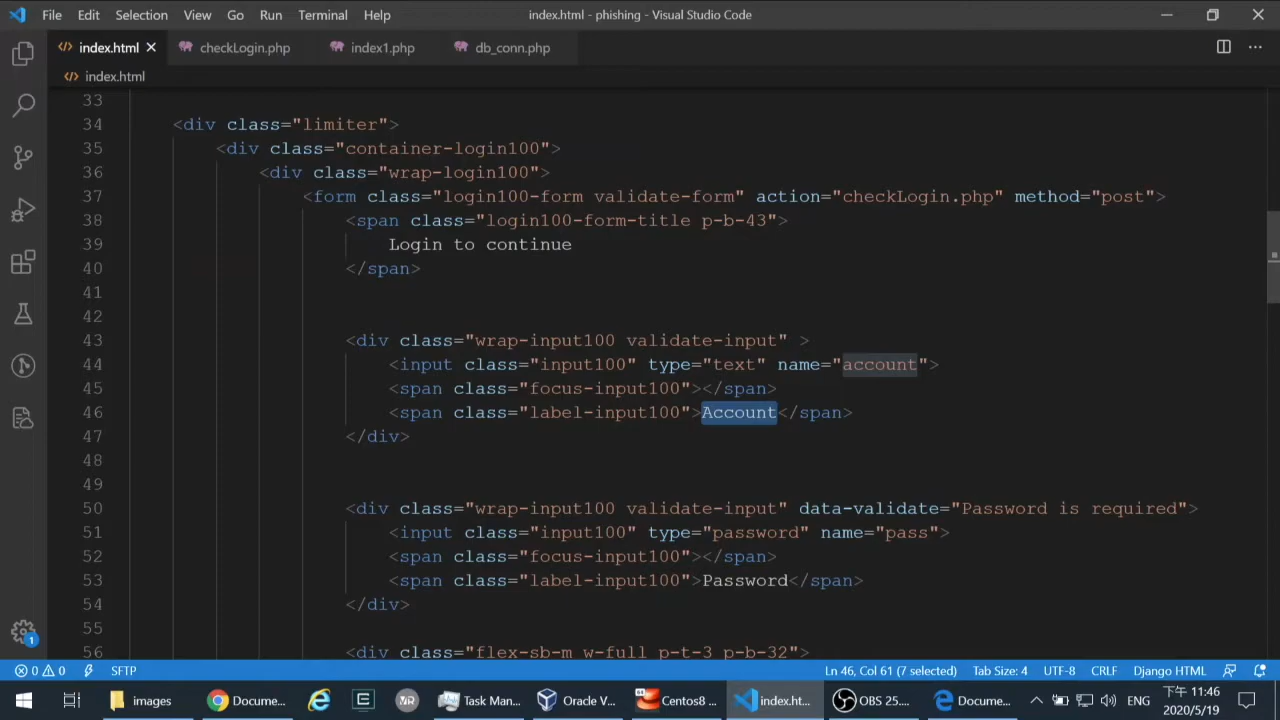 File Edit Selection View Go Run Terminal Help index.html - phishing - Visual Studio Code
index.html checkLogin.php index1.php db_conn.php
index.html
33
34 <div class="limiter">
35 <div class="container-login100">
36 <div class="wrap-login100">
37 <form class="login100-form validate-form" action="checkLogin.php" method="post">
38 <span class="login100-form-title p-b-43">
39 Login to continue
40 </span>
41
42
43 <div class="wrap-input100 validate-input" >
44 <input class="input100" type="text" name="account">
45 <span class="focus-input100"></span>
46 <span class="label-input100">Account</span>
47 </div>
48
49
50 <div class="wrap-input100 validate-input" data-validate="Password is required">
51 <input class="input100" type="password" name="pass">
52 <span class="focus-input100"></span>
53 <span class="label-input100">Password</span>
54 </div>
55
56 <div class="flex-sb-m w-full p-t-3 p-b-32">
1
0 0 SFTP Ln 46, Col 61 (7 selected) Tab Size: 4 UTF-8 CRLF Django HTML
images Docume... Task Man... Oracle V... Centos8 ... index.ht... OBS 25.... Docume... ENG 下午 11:46
2020/5/19